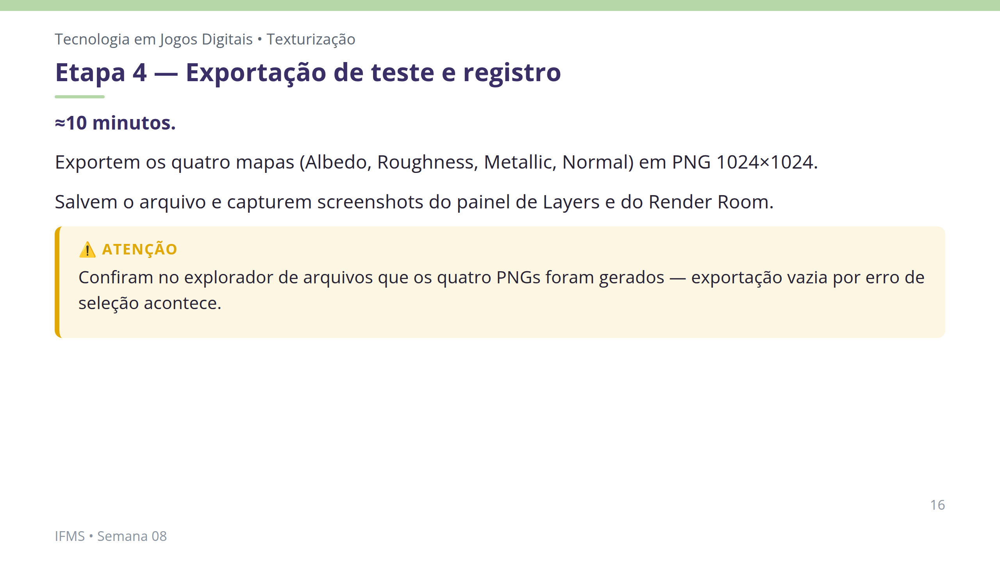 Tecnologia em Jogos Digitais • Texturização
Etapa 4 — Exportação de teste e registro
≈10 minutos.
Exportem os quatro mapas (Albedo, Roughness, Metallic, Normal) em PNG 1024×1024.
Salvem o arquivo e capturem screenshots do painel de Layers e do Render Room.
⚠️ ATENÇÃO
Confiram no explorador de arquivos que os quatro PNGs foram gerados — exportação vazia por erro de
seleção acontece.
16
IFMS • Semana 08